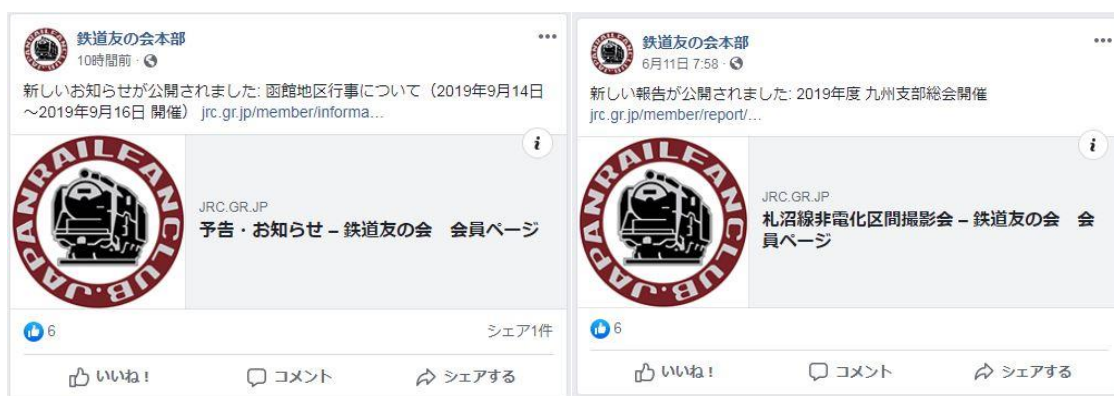 鉄道友の会本部
10時間前
新しいお知らせが公開されました: 函館地区行事について（2019年9月14日
～2019年9月16日 開催） jrc.gr.jp/member/informa...
JAPANRAILFANCLUB.
JRC.GR.JP
予告・お知らせ – 鉄道友の会　会員ページ
6
シェア1件
いいね！
コメント
シェアする
鉄道友の会本部
6月11日 7:58
新しい報告が公開されました: 2019年度 九州支部総会開催
jrc.gr.jp/member/report/...
JAPANRAILFANCLUB.
JRC.GR.JP
札沼線非電化区間撮影会 – 鉄道友の会　会
員ページ
6
いいね！
コメント
シェアする